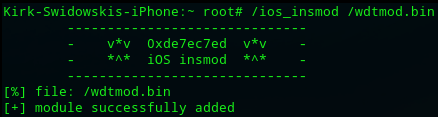 Kirk-Swidowskis-iPhone:~ root# /ios_insmod /wdtmod.bin
------------------------------
-    v*v  0xde7ec7ed  v*v    -
-    *^*  iOS insmod  *^*    -
------------------------------
[%] file: /wdtmod.bin
[+] module successfully added